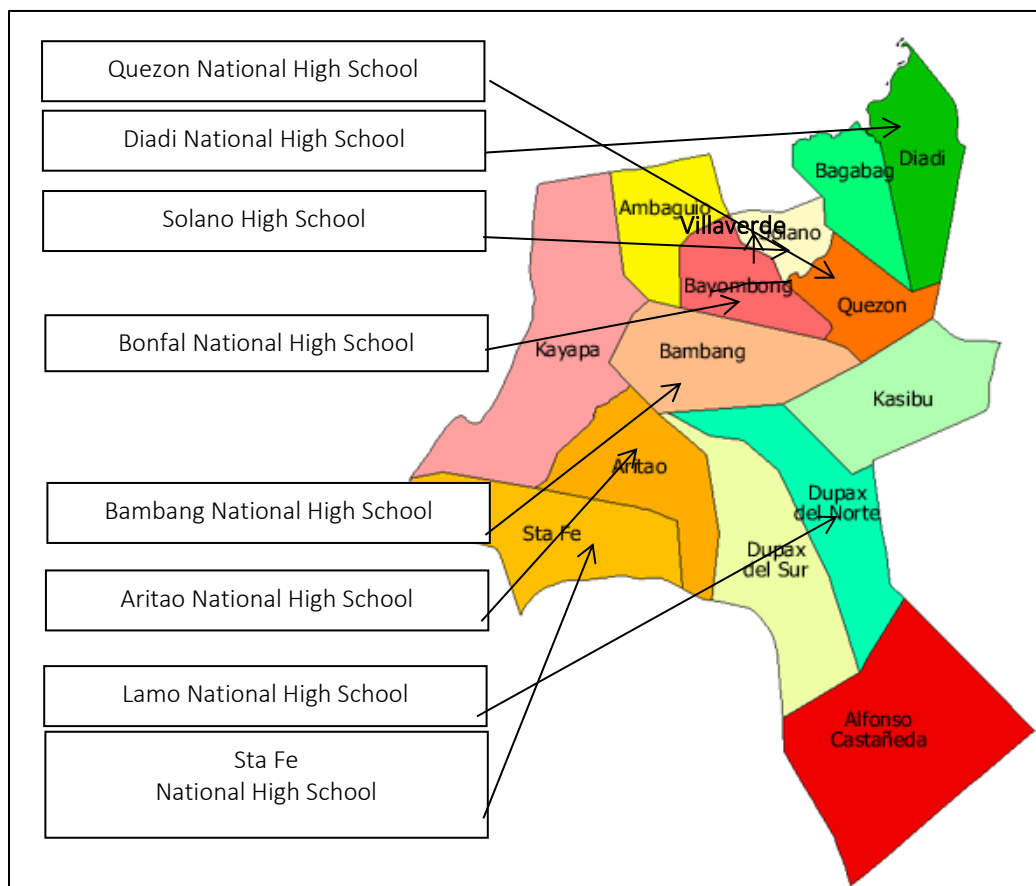 Quezon National High School
Diadi National High School
Solano High School
Bonfal National High School
Bambang National High School
Aritao National High School
Lamo National High School
Sta Fe
National High School
Diadi
Bagabag
Ambaguio
Solano
Villaverde
Bayombong
Quezon
Kayapa
Bambang
Kasibu
Aritao
Dupax
del Norte
Sta Fe
Dupax
del Sur
Alfonso
Castañeda